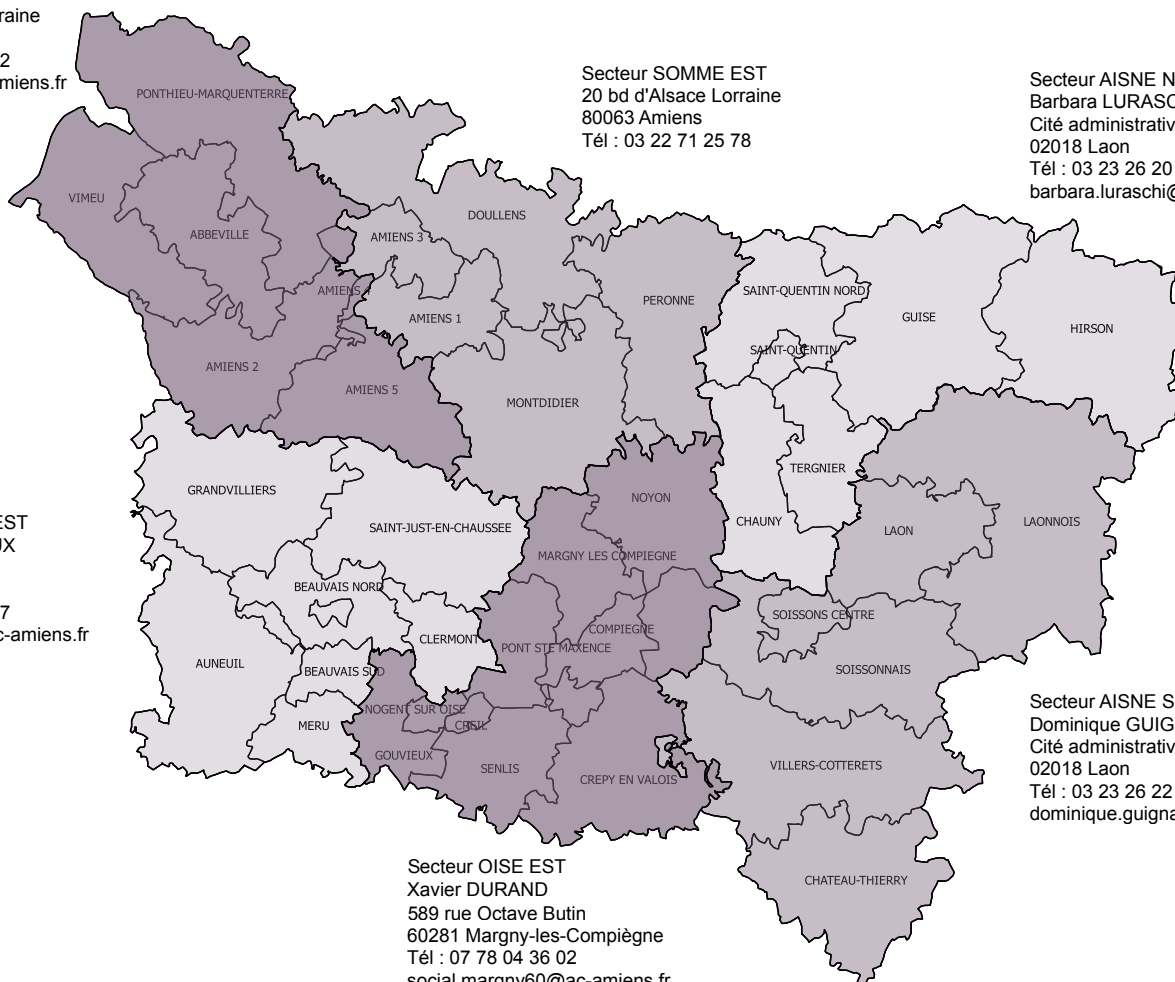 raine
2
miens.fr
Secteur SOMME EST
20 bd d'Alsace Lorraine
80063 Amiens
Tél : 03 22 71 25 78
Secteur AISNE N
Barbara LURASC
Cité administrativ
02018 Laon
Tél : 03 23 26 20
barbara.luraschi@
PONTHIEU-MARQUENTERRE
VIMEU
ABBEVILLE
AMIENS 3
DOULLENS
AMIENS 4
AMIENS 1
PERONNE
SAINT-QUENTIN NORD
GUISE
HIRSON
SAINT-QUENTIN
AMIENS 2
AMIENS 5
MONTDIDIER
GRANDVILLIERS
SAINT-JUST-EN-CHAUSSEE
NOYON
TERGNIER
CHAUNY
LAON
LAONNOIS
EST
UX
7
c-amiens.fr
MARGNY LES COMPIEGNE
BEAUVAIS NORD
COMPIEGNE
SOISSONS CENTRE
CLERMONT
PONT STE MAXENCE
AUNEUIL
BEAUVAIS SUD
SOISSONNAIS
NOGENT SUR OISE
CREIL
MERU
GOUVIEUX
SENLIS
CREPY EN VALOIS
VILLERS-COTTERETS
CHATEAU-THIERRY
Secteur AISNE S
Dominique GUIG
Cité administrativ
02018 Laon
Tél : 03 23 26 22
dominique.guigna
Secteur OISE EST
Xavier DURAND
589 rue Octave Butin
60281 Margny-les-Compiègne
Tél : 07 78 04 36 02
social.margny60@ac-amiens.fr